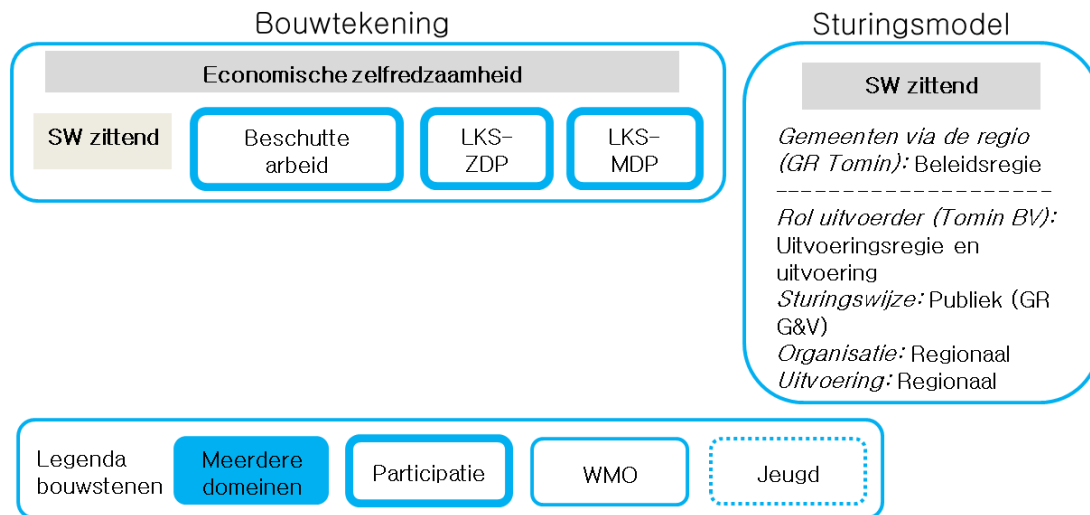 Bouwtekening
Economische zelfredzaamheid
SW zittend
Beschutte
arbeid
LKS-
ZDP
LKS-
MDP
Sturingsmodel
SW zittend
Gemeenten via de regio
(GR Tomin): Beleidsregie
---------------------
Rol uitvoerder (Tomin BV):
Uitvoeringsregie en
uitvoering
Sturingswijze: Publiek (GR
G&V)
Organisatie: Regionaal
Uitvoering: Regionaal
Legenda
bouwstenen
Meerdere
domeinen
Participatie
WMO
Jeugd